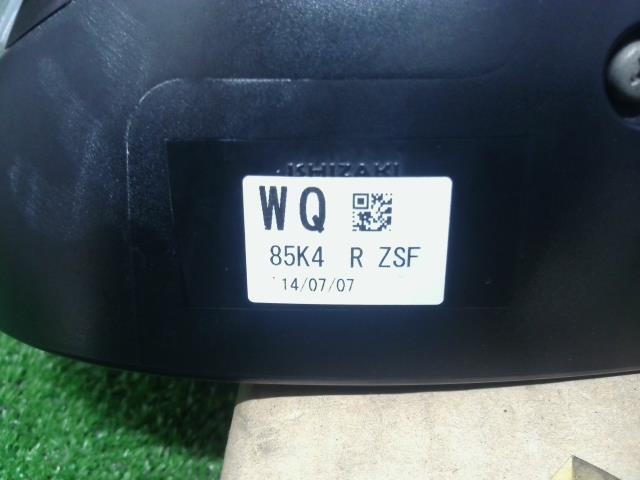 ISHIZAKI
WQ
85K4 R ZSF
'14/07/07